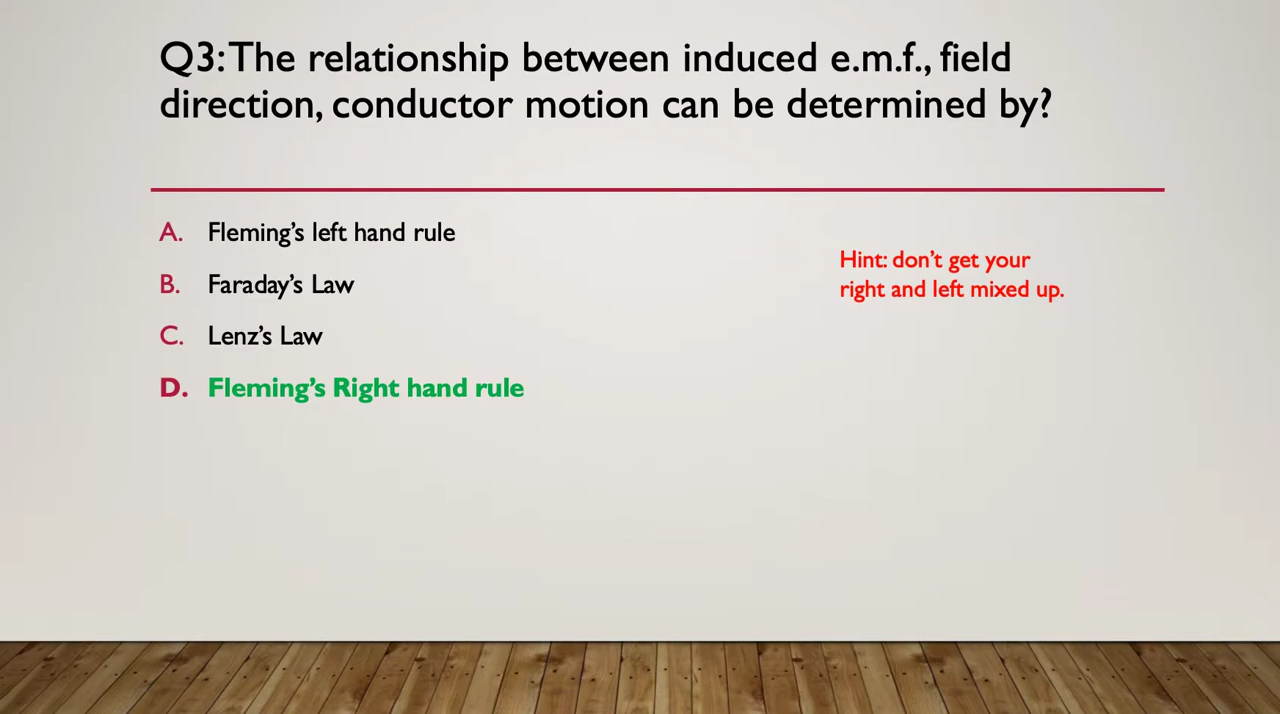 Q3: The relationship between induced e.m.f., field
direction, conductor motion can be determined by?
A. Fleming’s left hand rule
B. Faraday’s Law
C. Lenz’s Law
D. Fleming’s Right hand rule
Hint: don’t get your
right and left mixed up.